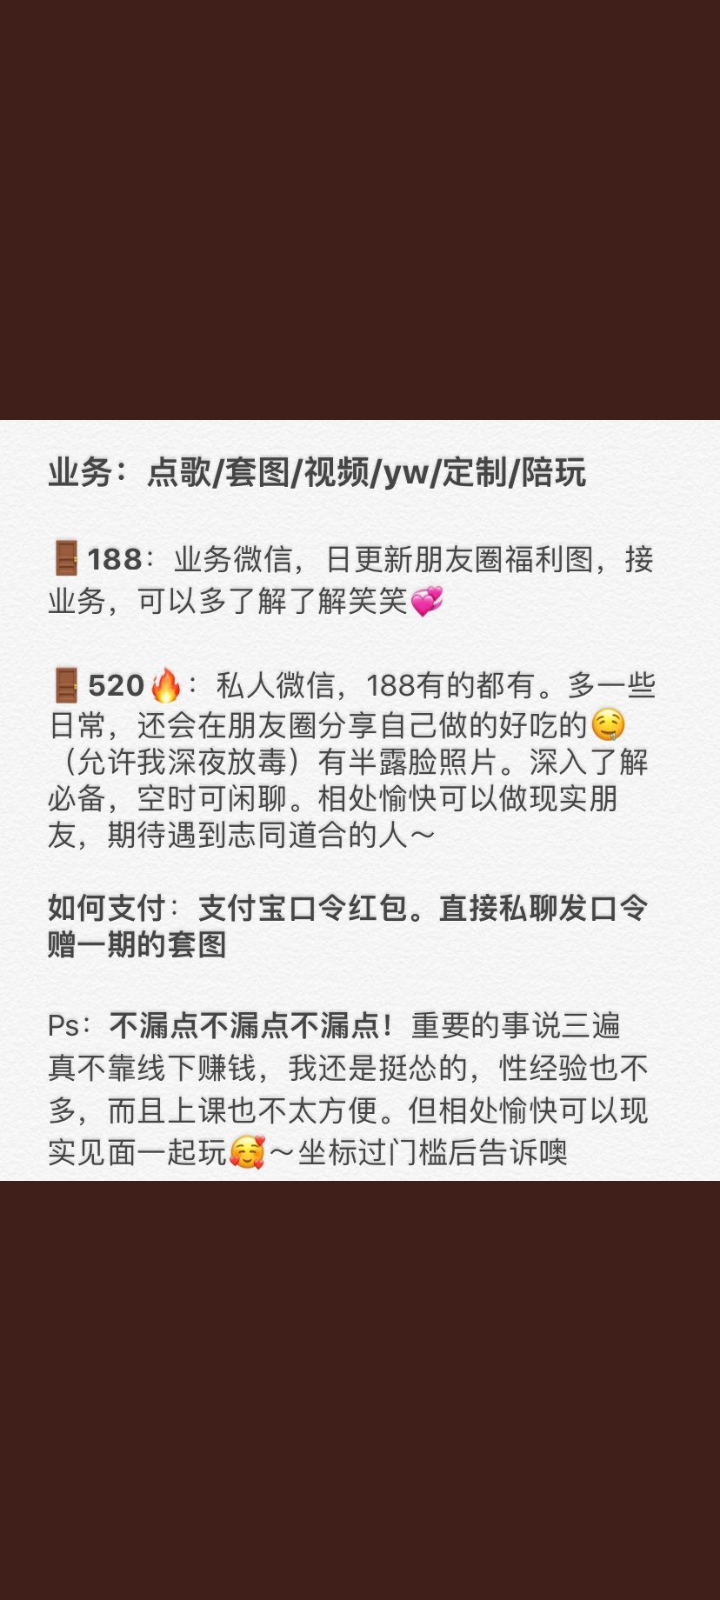 业务：点歌/套图/视频/yw/定制/陪玩
🚪188：业务微信，日更新朋友圈福利图，接
业务，可以多了解了解笑笑💞
🚪520🔥：私人微信，188有的都有。多一些
日常，还会在朋友圈分享自己做的好吃的🤤
（允许我深夜放毒）有半露脸照片。深入了解
必备，空时可闲聊。相处愉快可以做现实朋
友，期待遇到志同道合的人～
如何支付：支付宝口令红包。直接私聊发口令
赠一期的套图
Ps：不漏点不漏点不漏点！重要的事说三遍
真不靠线下赚钱，我还是挺怂的，性经验也不
多，而且上课也不太方便。但相处愉快可以现
实见面一起玩🥰～坐标过门槛后告诉噢